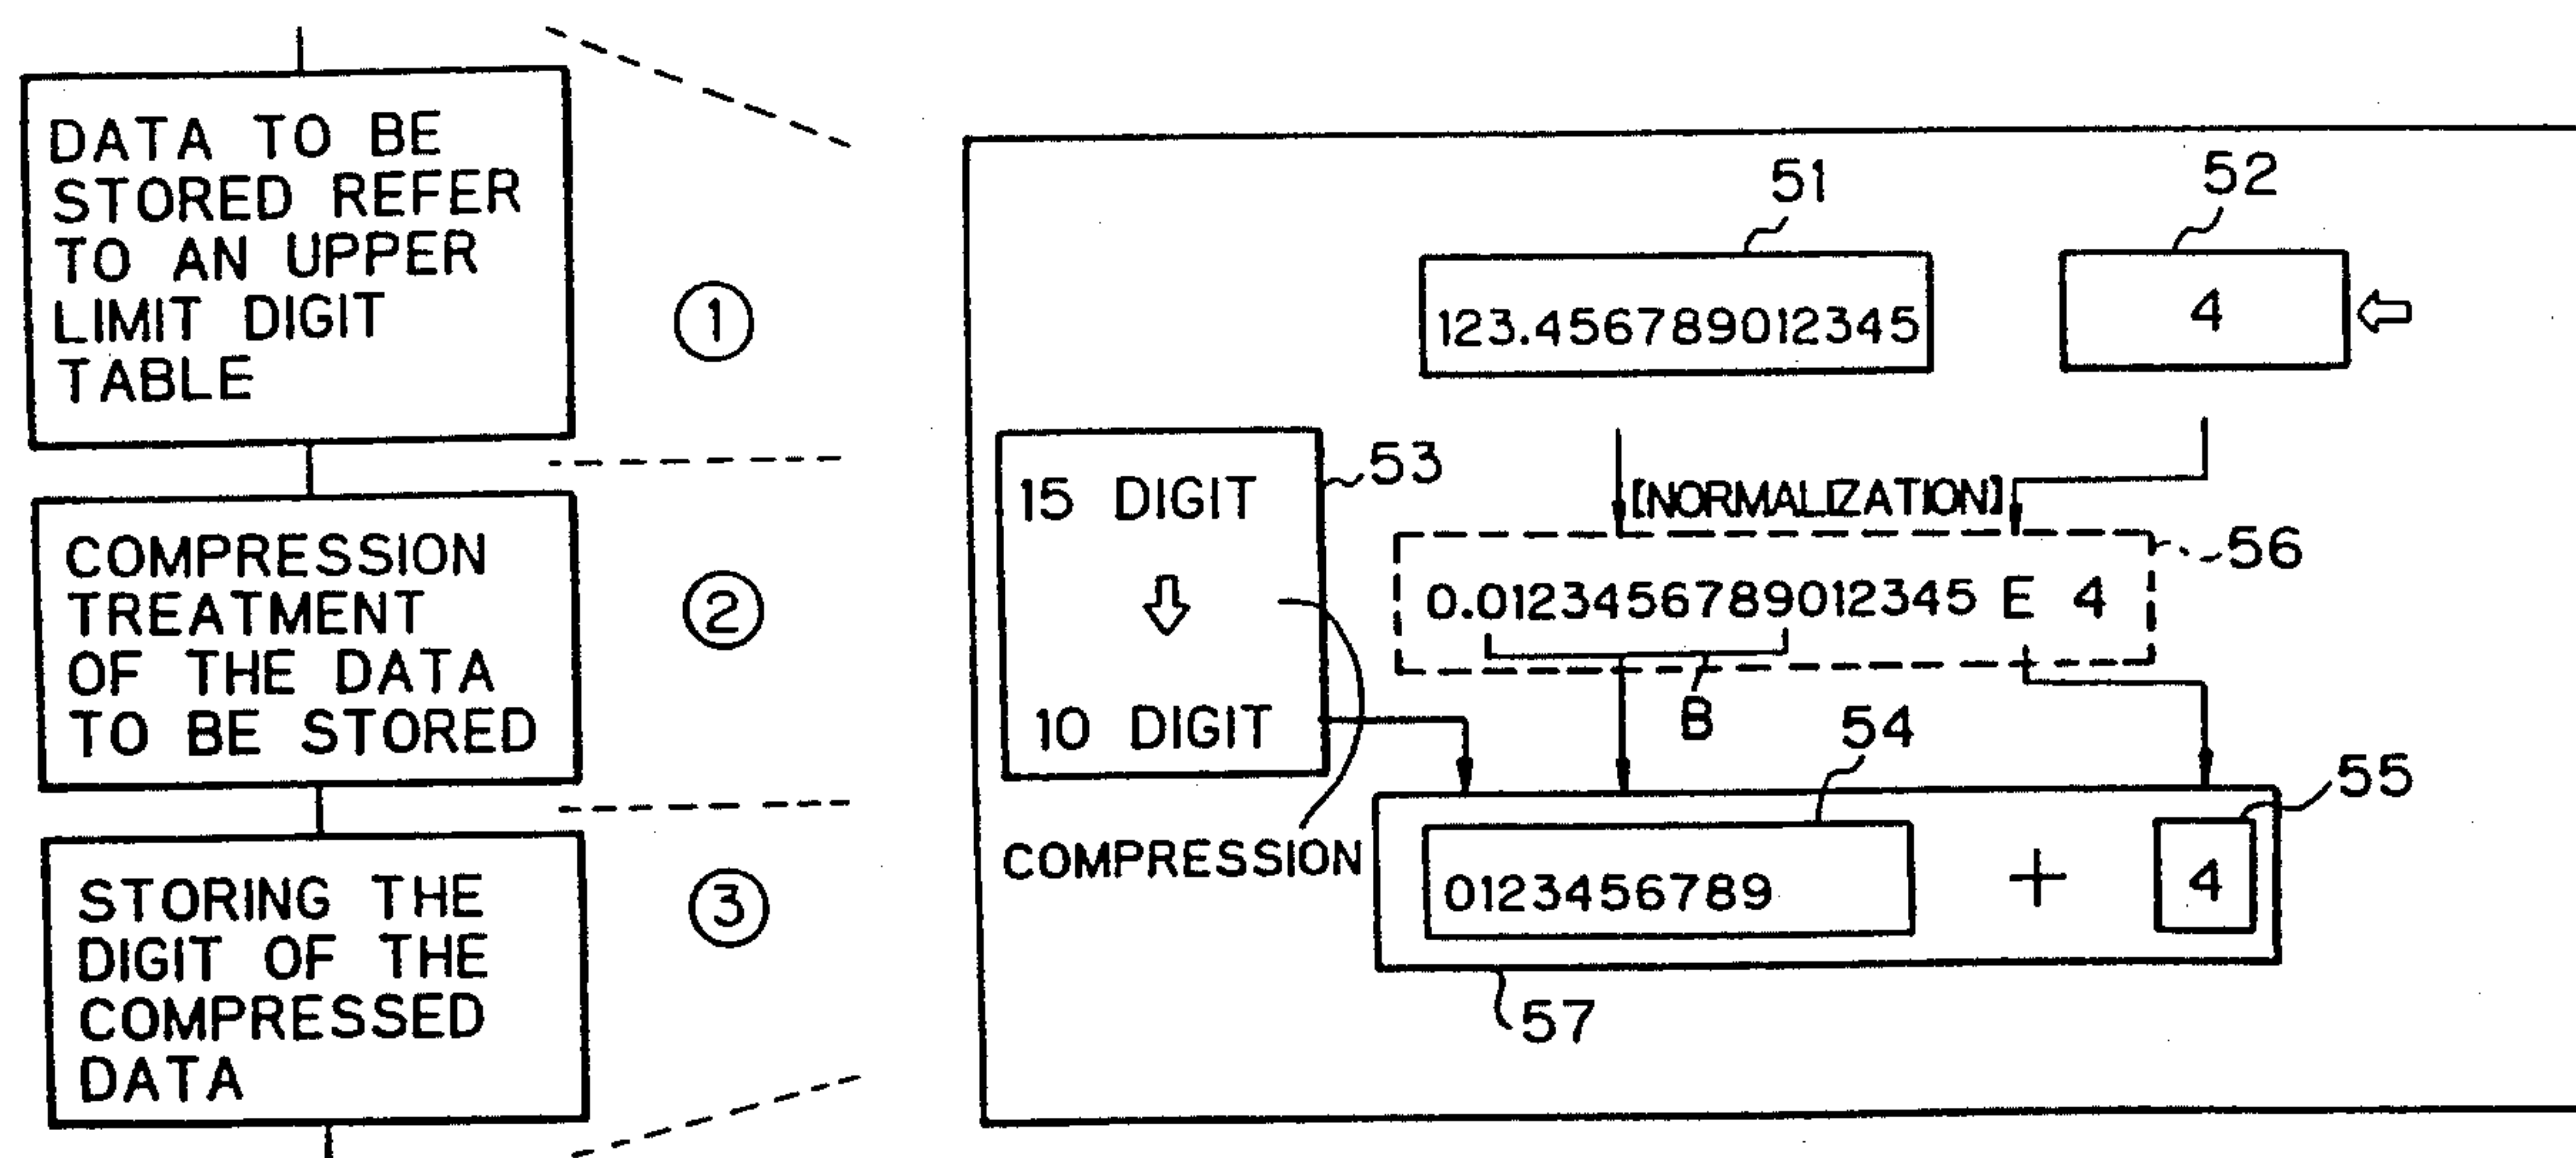 DATA TO BE
STORED REFER
TO AN UPPER
LIMIT DIGIT
TABLE
①
COMPRESSION
TREATMENT
OF THE DATA
TO BE STORED
②
STORING THE
DIGIT OF THE
COMPRESSED
DATA
③
51
52
123.456789012345
4
15 DIGIT
53
10 DIGIT
COMPRESSION
[NORMALIZATION]
56
0.0123456789012345 E 4
B
54
55
0123456789
+
4
57